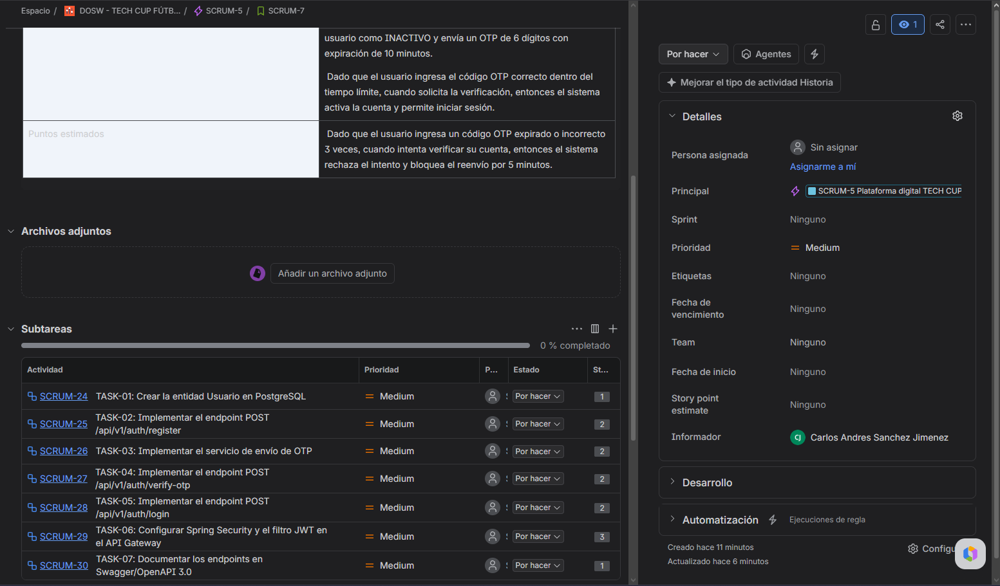 Espacio / DOSW - TECH CUP FÚTB... / SCRUM-5 / SCRUM-7
usuario como INACTIVO y envía un OTP de 6 dígitos con
expiración de 10 minutos.
Dado que el usuario ingresa el código OTP correcto dentro del
tiempo límite, cuando solicita la verificación, entonces el sistema
activa la cuenta y permite iniciar sesión.
Puntos estimados
Dado que el usuario ingresa un código OTP expirado o incorrecto
3 veces, cuando intenta verificar su cuenta, entonces el sistema
rechaza el intento y bloquea el reenvío por 5 minutos.
Archivos adjuntos
Añadir un archivo adjunto
Subtareas
0 % completado
Actividad Prioridad P... Estado St...
SCRUM-24 TASK-01: Crear la entidad Usuario en PostgreSQL Medium Por hacer 1
SCRUM-25 TASK-02: Implementar el endpoint POST
/api/v1/auth/register Medium Por hacer 2
SCRUM-26 TASK-03: Implementar el servicio de envío de OTP Medium Por hacer 2
SCRUM-27 TASK-04: Implementar el endpoint POST
/api/v1/auth/verify-otp Medium Por hacer 2
SCRUM-28 TASK-05: Implementar el endpoint POST
/api/v1/auth/login Medium Por hacer 2
SCRUM-29 TASK-06: Configurar Spring Security y el filtro JWT en
el API Gateway Medium Por hacer 3
SCRUM-30 TASK-07: Documentar los endpoints en
Swagger/OpenAPI 3.0 Medium Por hacer 1
1
Por hacer Agentes
Mejorar el tipo de actividad Historia
Detalles
Persona asignada Sin asignar
Asignarme a mí
Principal SCRUM-5 Plataforma digital TECH CUP
Sprint Ninguno
Prioridad Medium
Etiquetas Ninguno
Fecha de
vencimiento Ninguno
Team Ninguno
Fecha de inicio Ninguno
Story point
estimate Ninguno
Informador CJ Carlos Andres Sanchez Jimenez
Desarrollo
Automatización Ejecuciones de regla
Creado hace 11 minutos
Configu
Actualizado hace 6 minutos